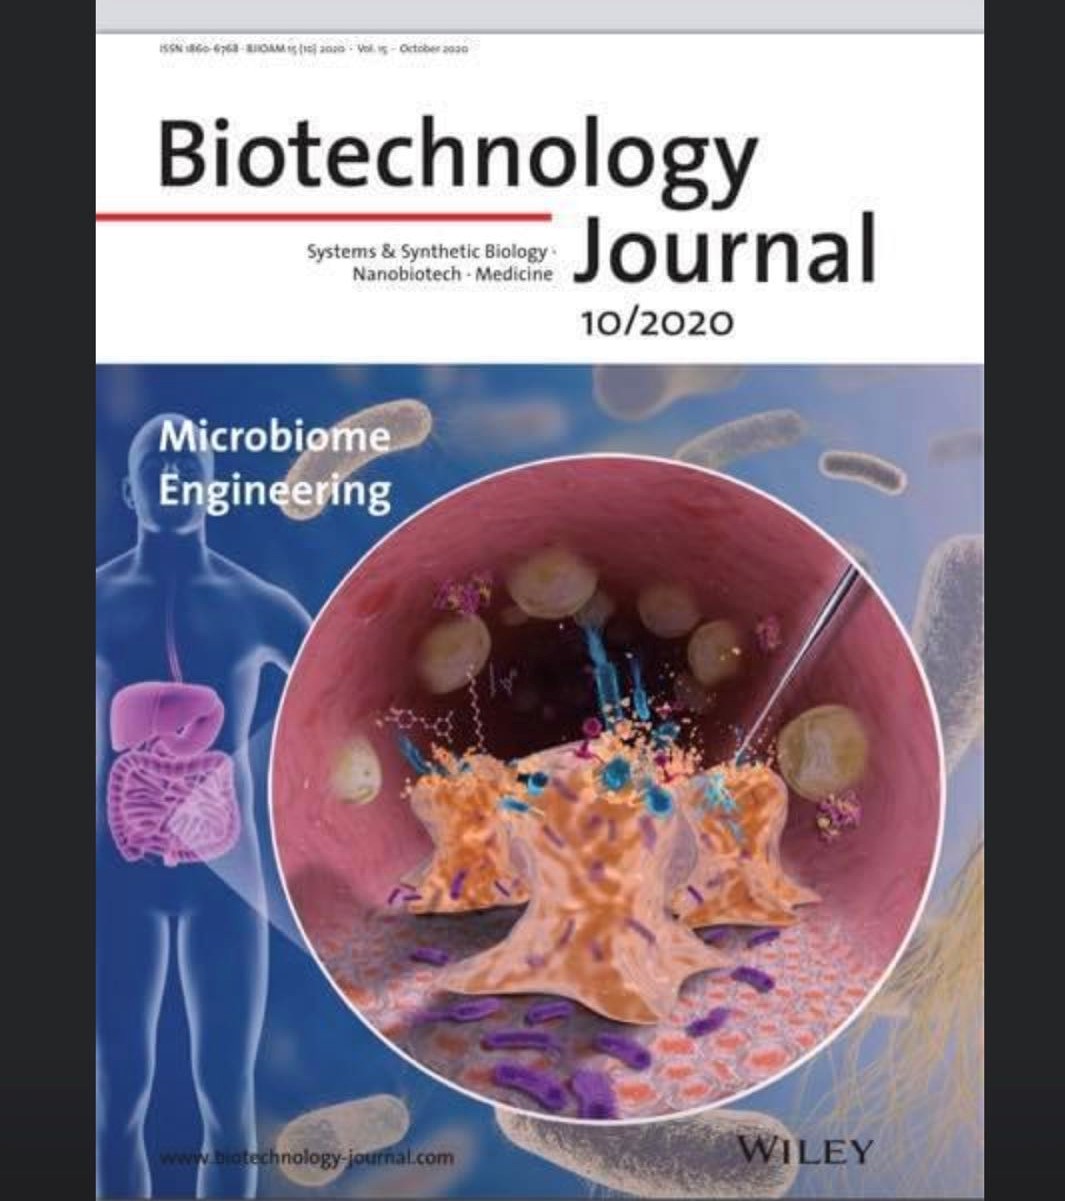 ISSN 1860-6768 · BJIOAM 15 (10) 2020 · Vol. 15 · October 2020
Biotechnology
Journal
Systems & Synthetic Biology ·
Nanobiotech · Medicine
10/2020
Microbiome
Engineering
www.biotechnology-journal.com
WILEY